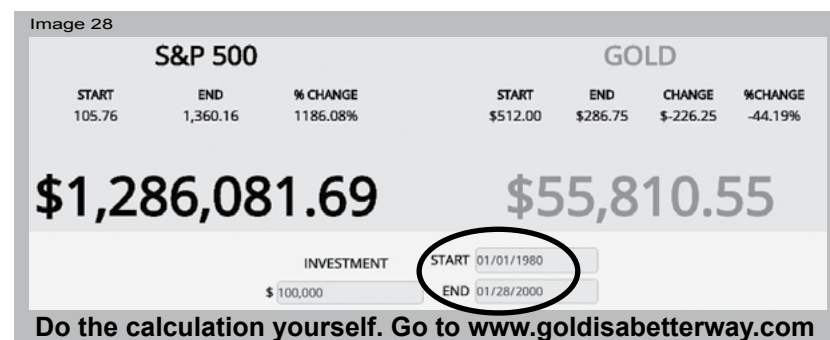 Image 28
S&P 500 GOLD
START END % CHANGE START END CHANGE %CHANGE
105.76 1,360.16 1186.08% $512.00 $286.75 $-226.25 -44.19%
$1,286,081.69 $55,810.55
INVESTMENT START 01/01/1980
$ 100,000 END 01/28/2000
Do the calculation yourself. Go to www.goldisabetterway.com